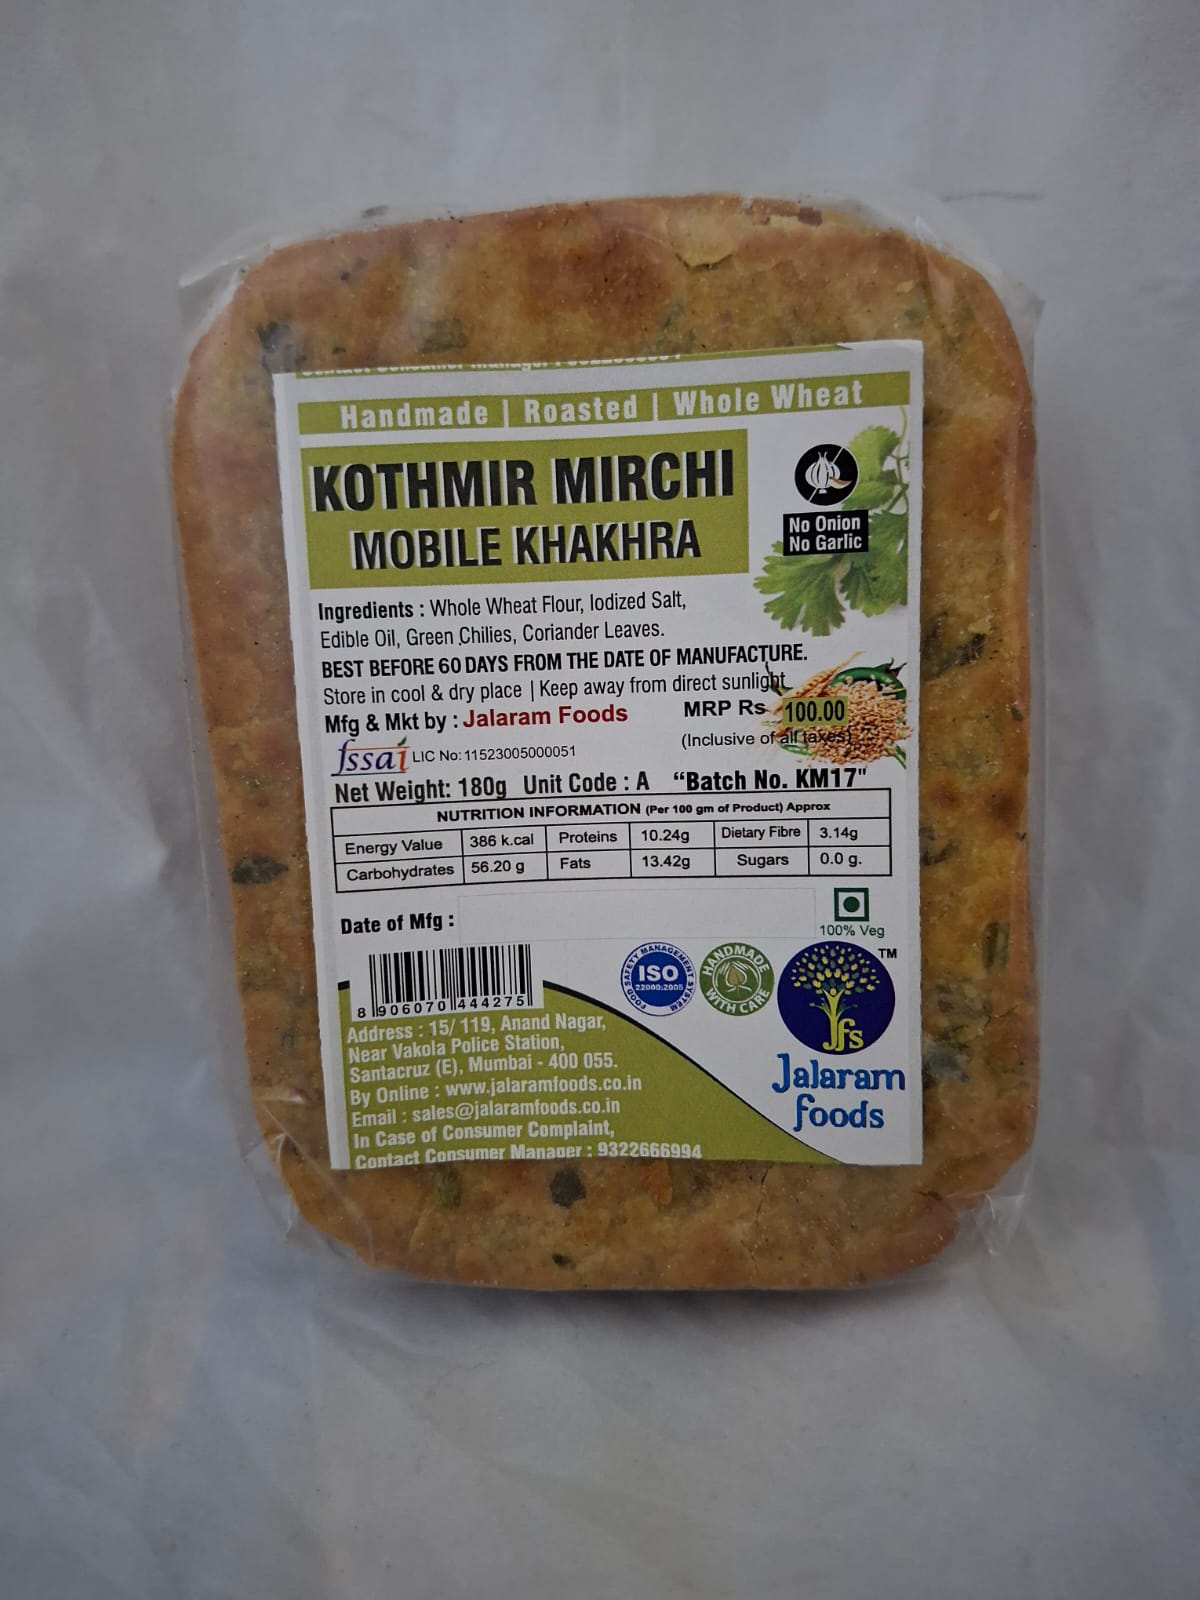 Handmade | Roasted | Whole Wheat
KOTHMIR MIRCHI
MOBILE KHAKHRA
No Onion
No Garlic
Ingredients : Whole Wheat Flour, Iodized Salt,
Edible Oil, Green Chilies, Coriander Leaves.
BEST BEFORE 60 DAYS FROM THE DATE OF MANUFACTURE.
Store in cool & dry place | Keep away from direct sunlight
Mfg & Mkt by : Jalaram Foods
MRP Rs 100.00
(Inclusive of all taxes)
fssai LIC No: 11523005000051
Net Weight: 180g Unit Code : A "Batch No. KM17"
NUTRITION INFORMATION (Per 100 gm of Product) Approx
Energy Value 386 k.cal Proteins 10.24g Dietary Fibre 3.14g
Carbohydrates 56.20 g Fats 13.42g Sugars 0.0 g.
Date of Mfg :
100% Veg
8 906070 444275
FOOD SAFETY MANAGEMENT SYSTEM
ISO
22000:2005
HANDMADE
WITH CARE
TM
jfs
Jalaram
foods
Address : 15/ 119, Anand Nagar,
Near Vakola Police Station,
Santacruz (E), Mumbai - 400 055.
By Online : www.jalaramfoods.co.in
Email : sales@jalaramfoods.co.in
In Case of Consumer Complaint,
Contact Consumer Manager : 9322666994